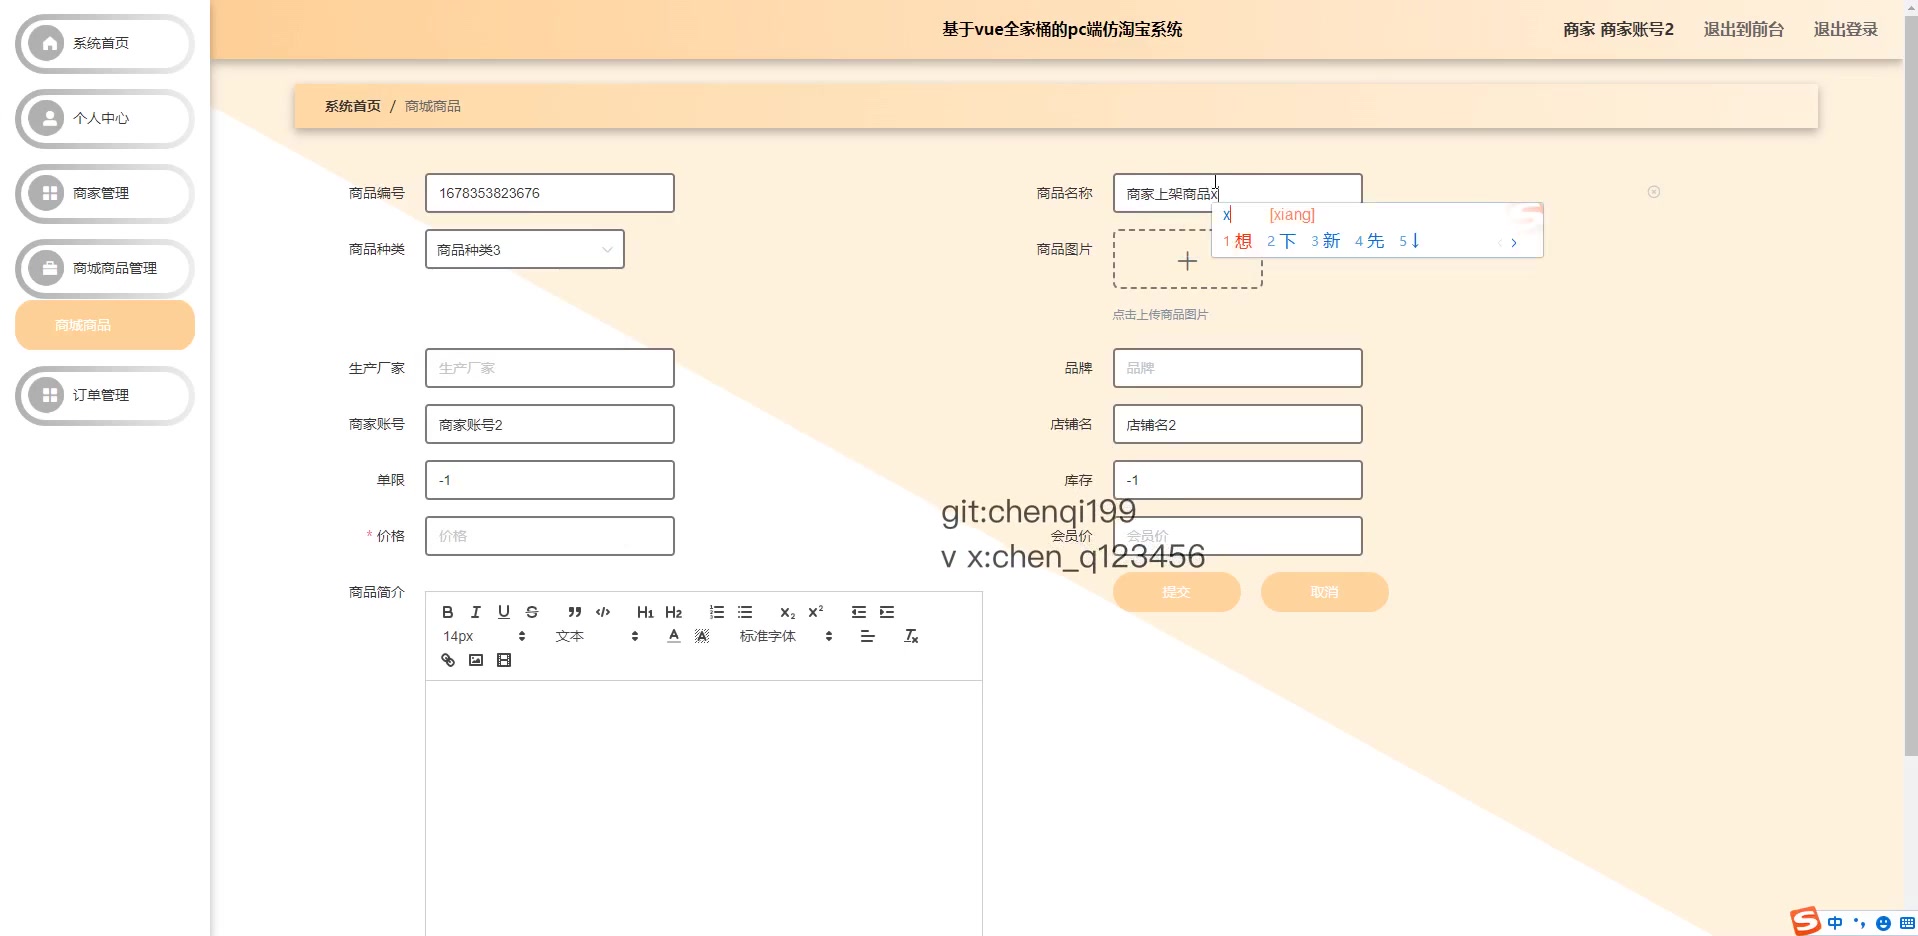 系统首页
个人中心
商家管理
商城商品管理
商城商品
订单管理
基于vue全家桶的pc端仿淘宝系统
商家 商家账号2
退出到前台
退出登录
系统首页 / 商城商品
商品编号 1678353823676
商品名称 商家上架商品x
x [xiang]
1 想 2 下 3 新 4 先 5 ↓
商品种类 商品种类3
商品图片
点击上传商品图片
生产厂家 生产厂家
品牌 品牌
商家账号 商家账号2
店铺名 店铺名2
单限 -1
库存 -1
git:chenqi199
* 价格 价格
会员价 会员价
v x:chen_q123456
商品简介
提交
取消
B I U S H1 H2 X2 X2
14px 文本 A A 标准字体 Tx
S 中